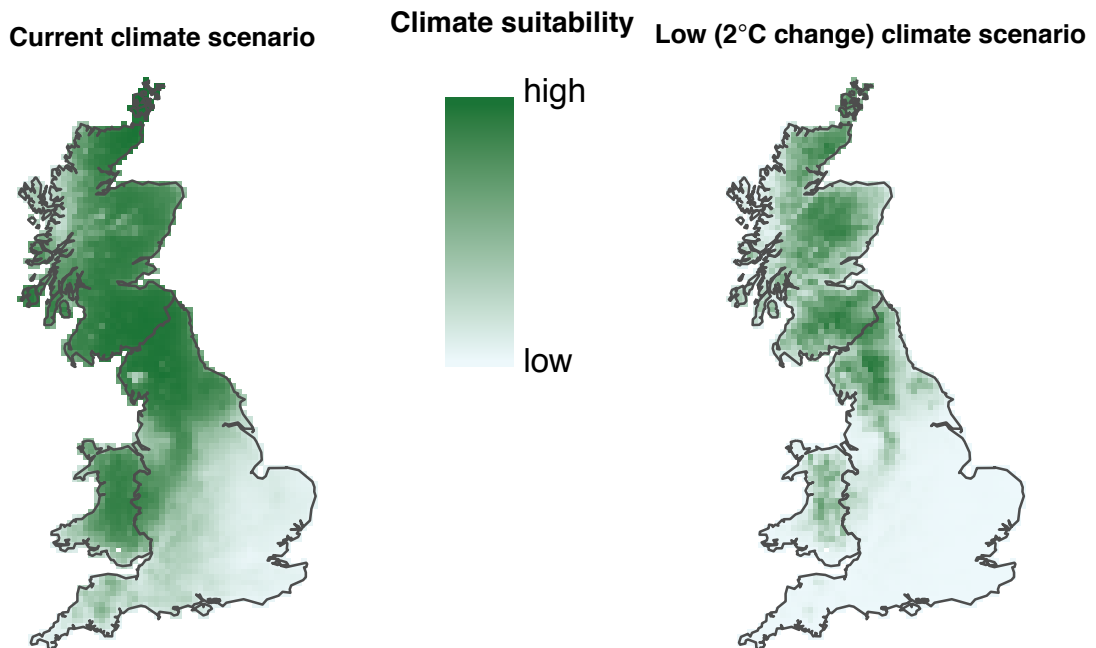 Current climate scenario
Climate suitability
Low (2°C change) climate scenario
high
low